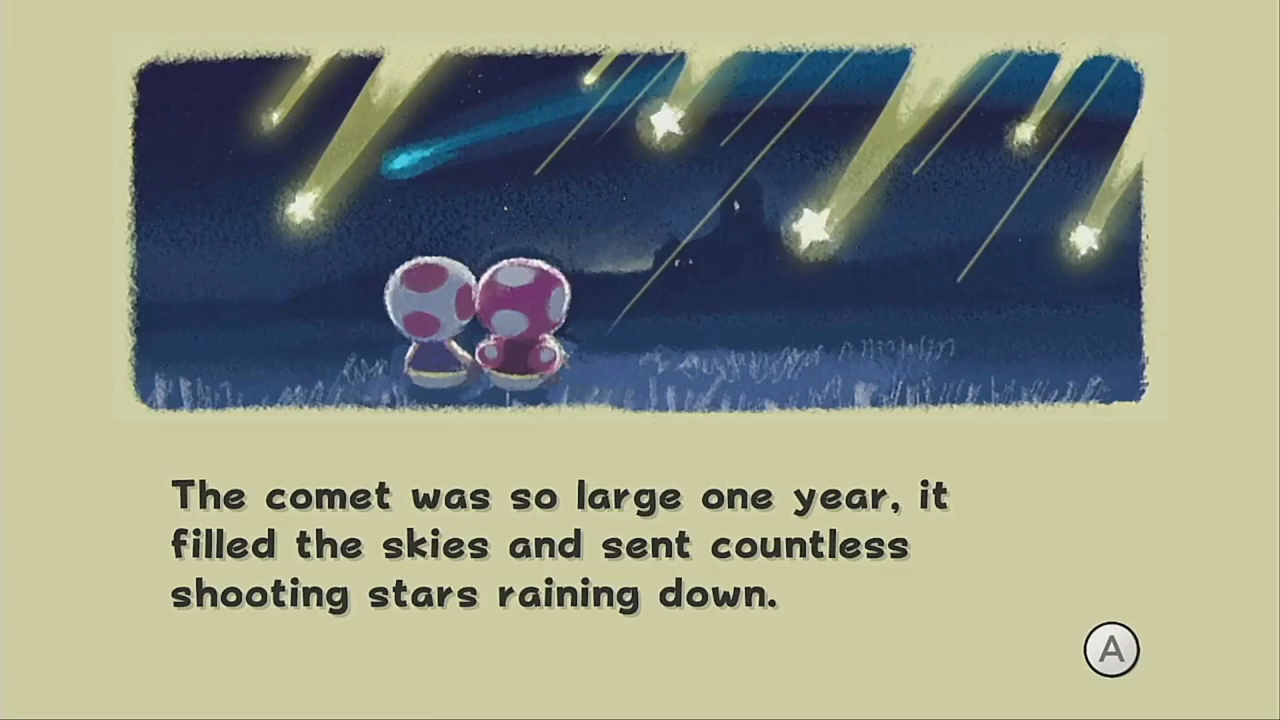 The comet was so large one year, it
filled the skies and sent countless
shooting stars raining down.
A